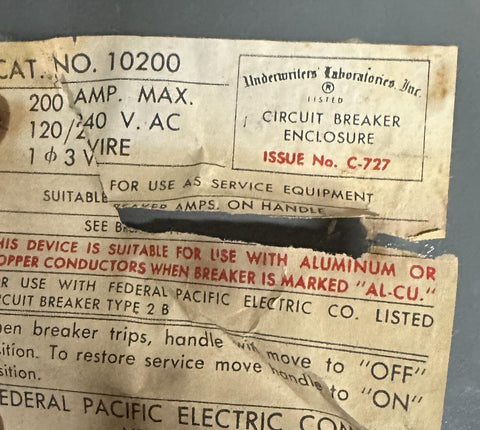 CAT. NO. 10200
200 AMP. MAX.
120/240 V. AC
1 ϕ 3 WIRE
Underwriters' Laboratories, Inc.
®
LISTED
CIRCUIT BREAKER
ENCLOSURE
ISSUE No. C-727
SUITABLE FOR USE AS SERVICE EQUIPMENT
SEE
AMPS. ON HANDLE
HIS DEVICE IS SUITABLE FOR USE WITH ALUMINUM OR
OPPER CONDUCTORS WHEN BREAKER IS MARKED "AL-CU."
OR USE WITH FEDERAL PACIFIC ELECTRIC CO. LISTED
RCUIT BREAKER TYPE 2 B
hen breaker trips, handle will move to "OFF"
sition. To restore service move handle to "ON"
sition.
FEDERAL PACIFIC ELECTRIC COM